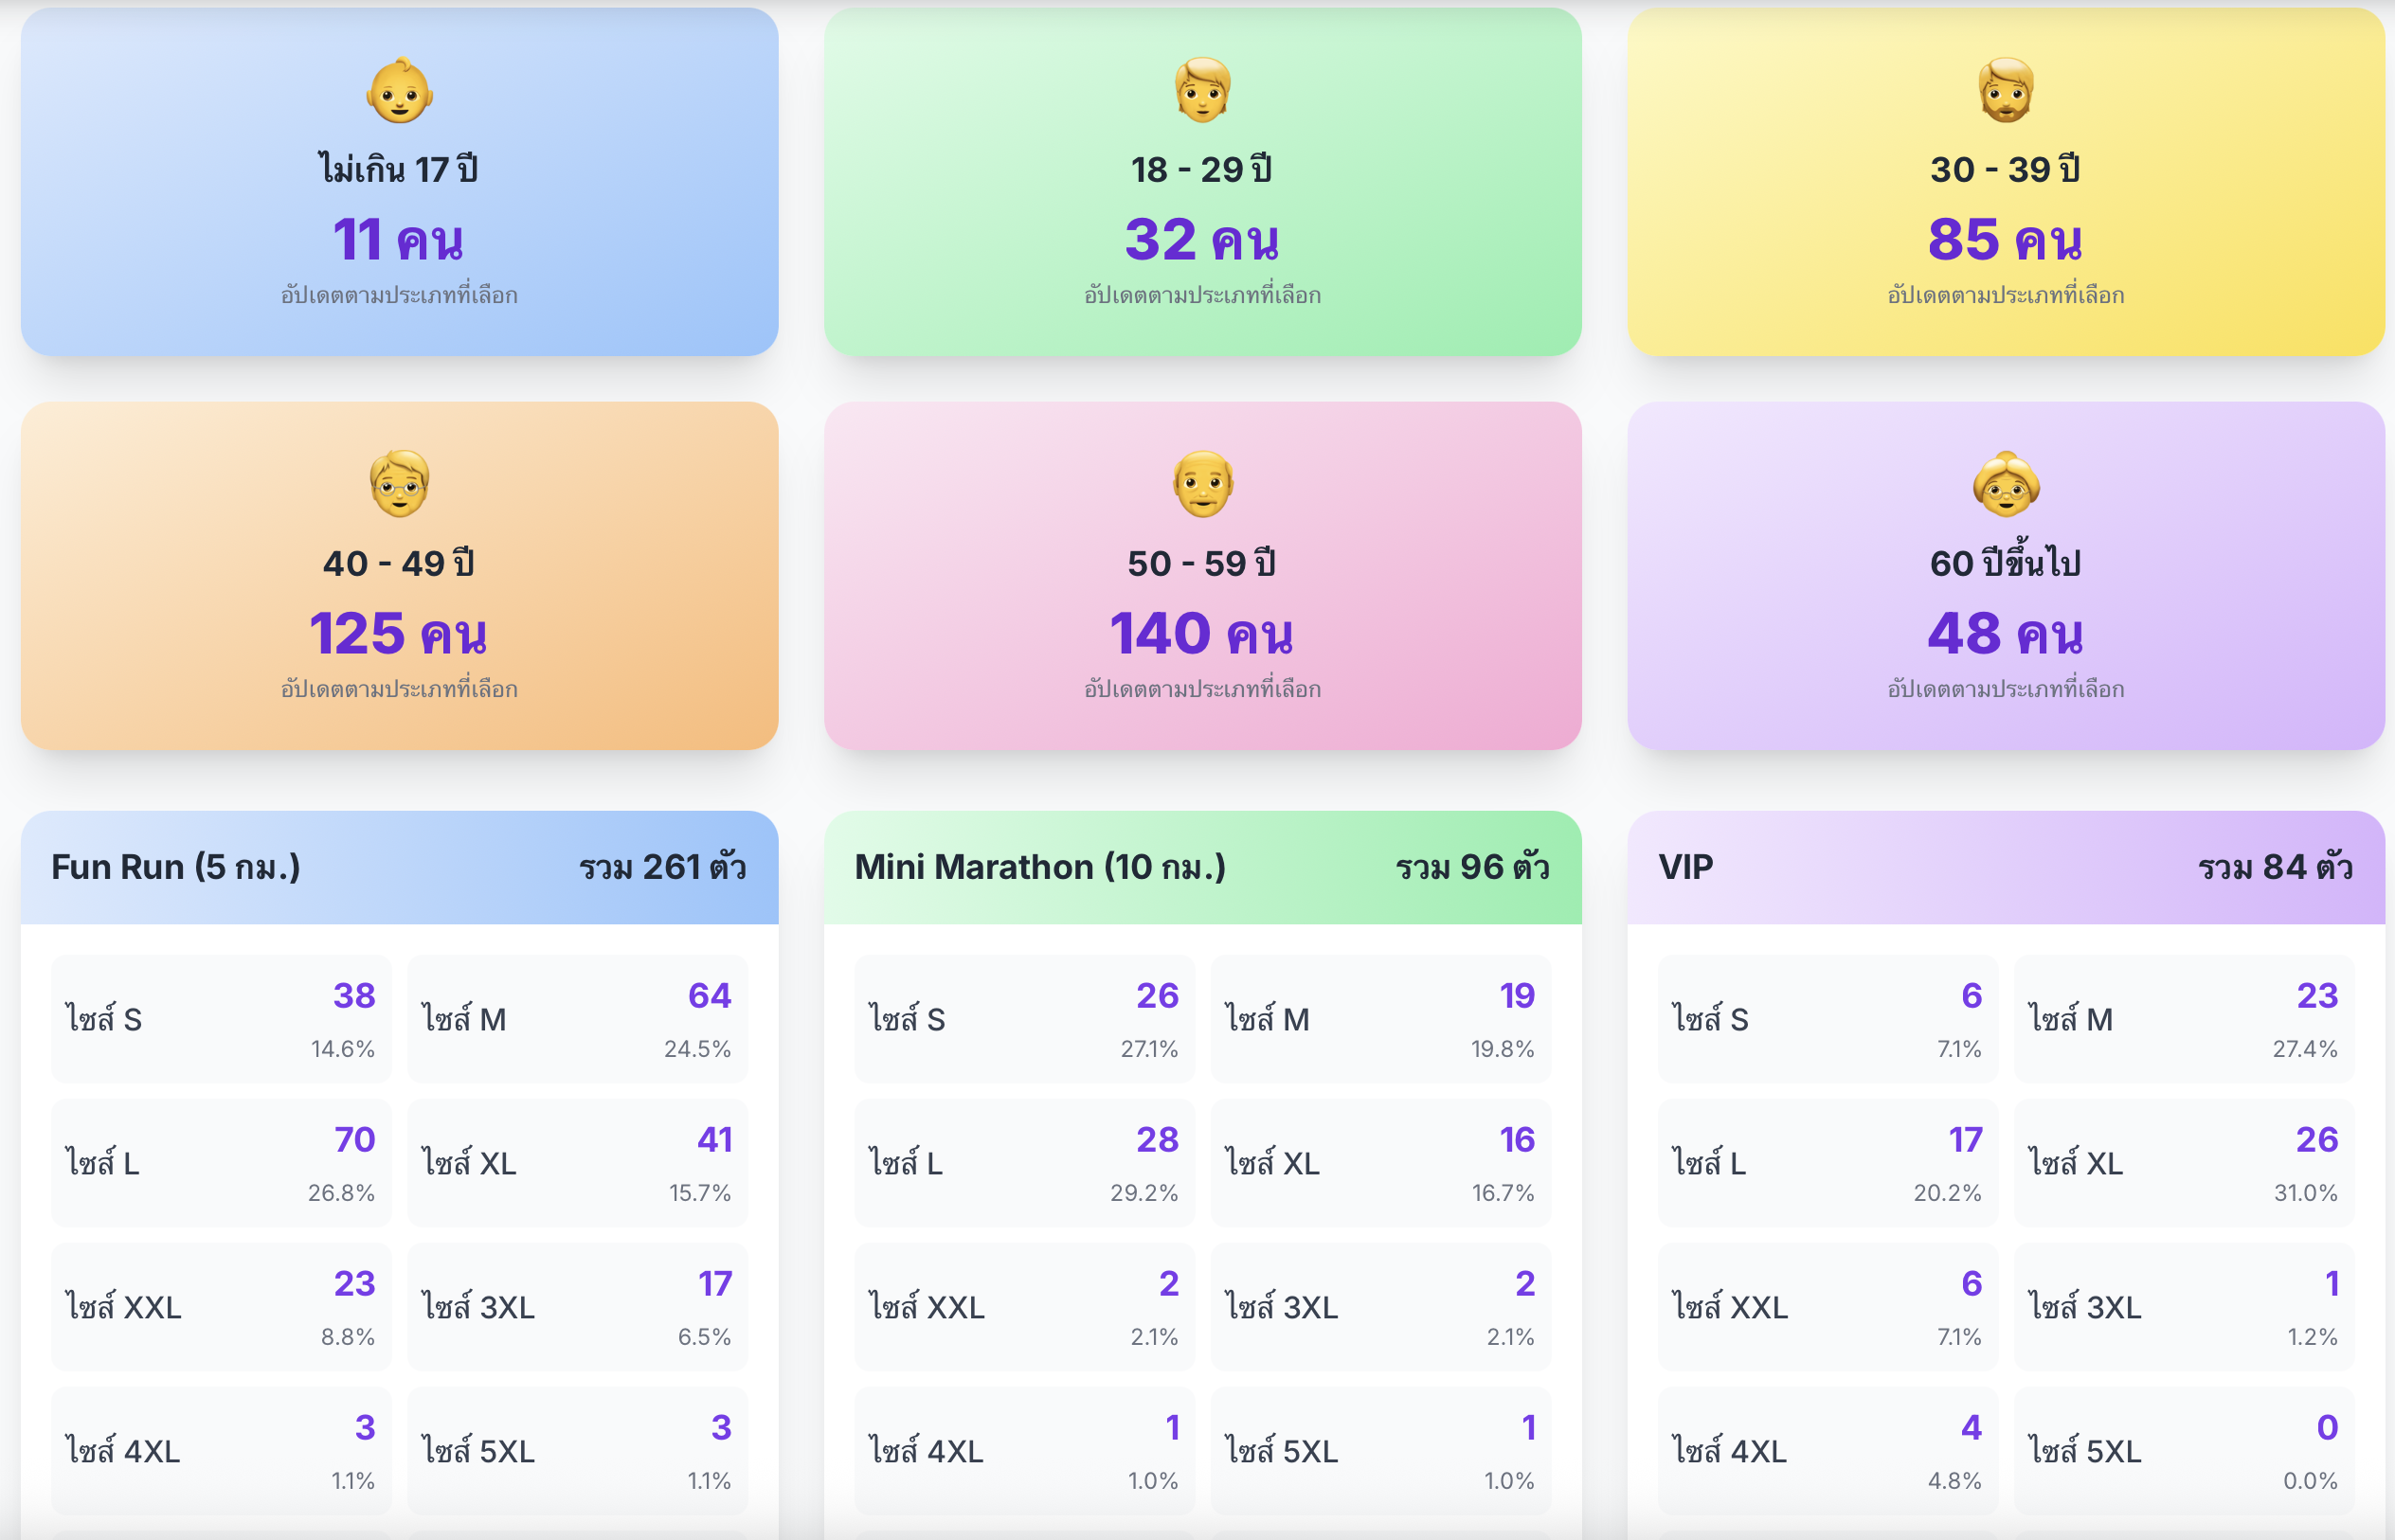 ไม่เกิน 17 ปี
11 คน
อัปเดตตามประเภทที่เลือก
18 - 29 ปี
32 คน
อัปเดตตามประเภทที่เลือก
30 - 39 ปี
85 คน
อัปเดตตามประเภทที่เลือก
40 - 49 ปี
125 คน
อัปเดตตามประเภทที่เลือก
50 - 59 ปี
140 คน
อัปเดตตามประเภทที่เลือก
60 ปีขึ้นไป
48 คน
อัปเดตตามประเภทที่เลือก
Fun Run (5 กม.) รวม 261 ตัว
ไซส์ S 38
14.6%
ไซส์ M 64
24.5%
ไซส์ L 70
26.8%
ไซส์ XL 41
15.7%
ไซส์ XXL 23
8.8%
ไซส์ 3XL 17
6.5%
ไซส์ 4XL 3
1.1%
ไซส์ 5XL 3
1.1%
Mini Marathon (10 กม.) รวม 96 ตัว
ไซส์ S 26
27.1%
ไซส์ M 19
19.8%
ไซส์ L 28
29.2%
ไซส์ XL 16
16.7%
ไซส์ XXL 2
2.1%
ไซส์ 3XL 2
2.1%
ไซส์ 4XL 1
1.0%
ไซส์ 5XL 1
1.0%
VIP รวม 84 ตัว
ไซส์ S 6
7.1%
ไซส์ M 23
27.4%
ไซส์ L 17
20.2%
ไซส์ XL 26
31.0%
ไซส์ XXL 6
7.1%
ไซส์ 3XL 1
1.2%
ไซส์ 4XL 4
4.8%
ไซส์ 5XL 0
0.0%